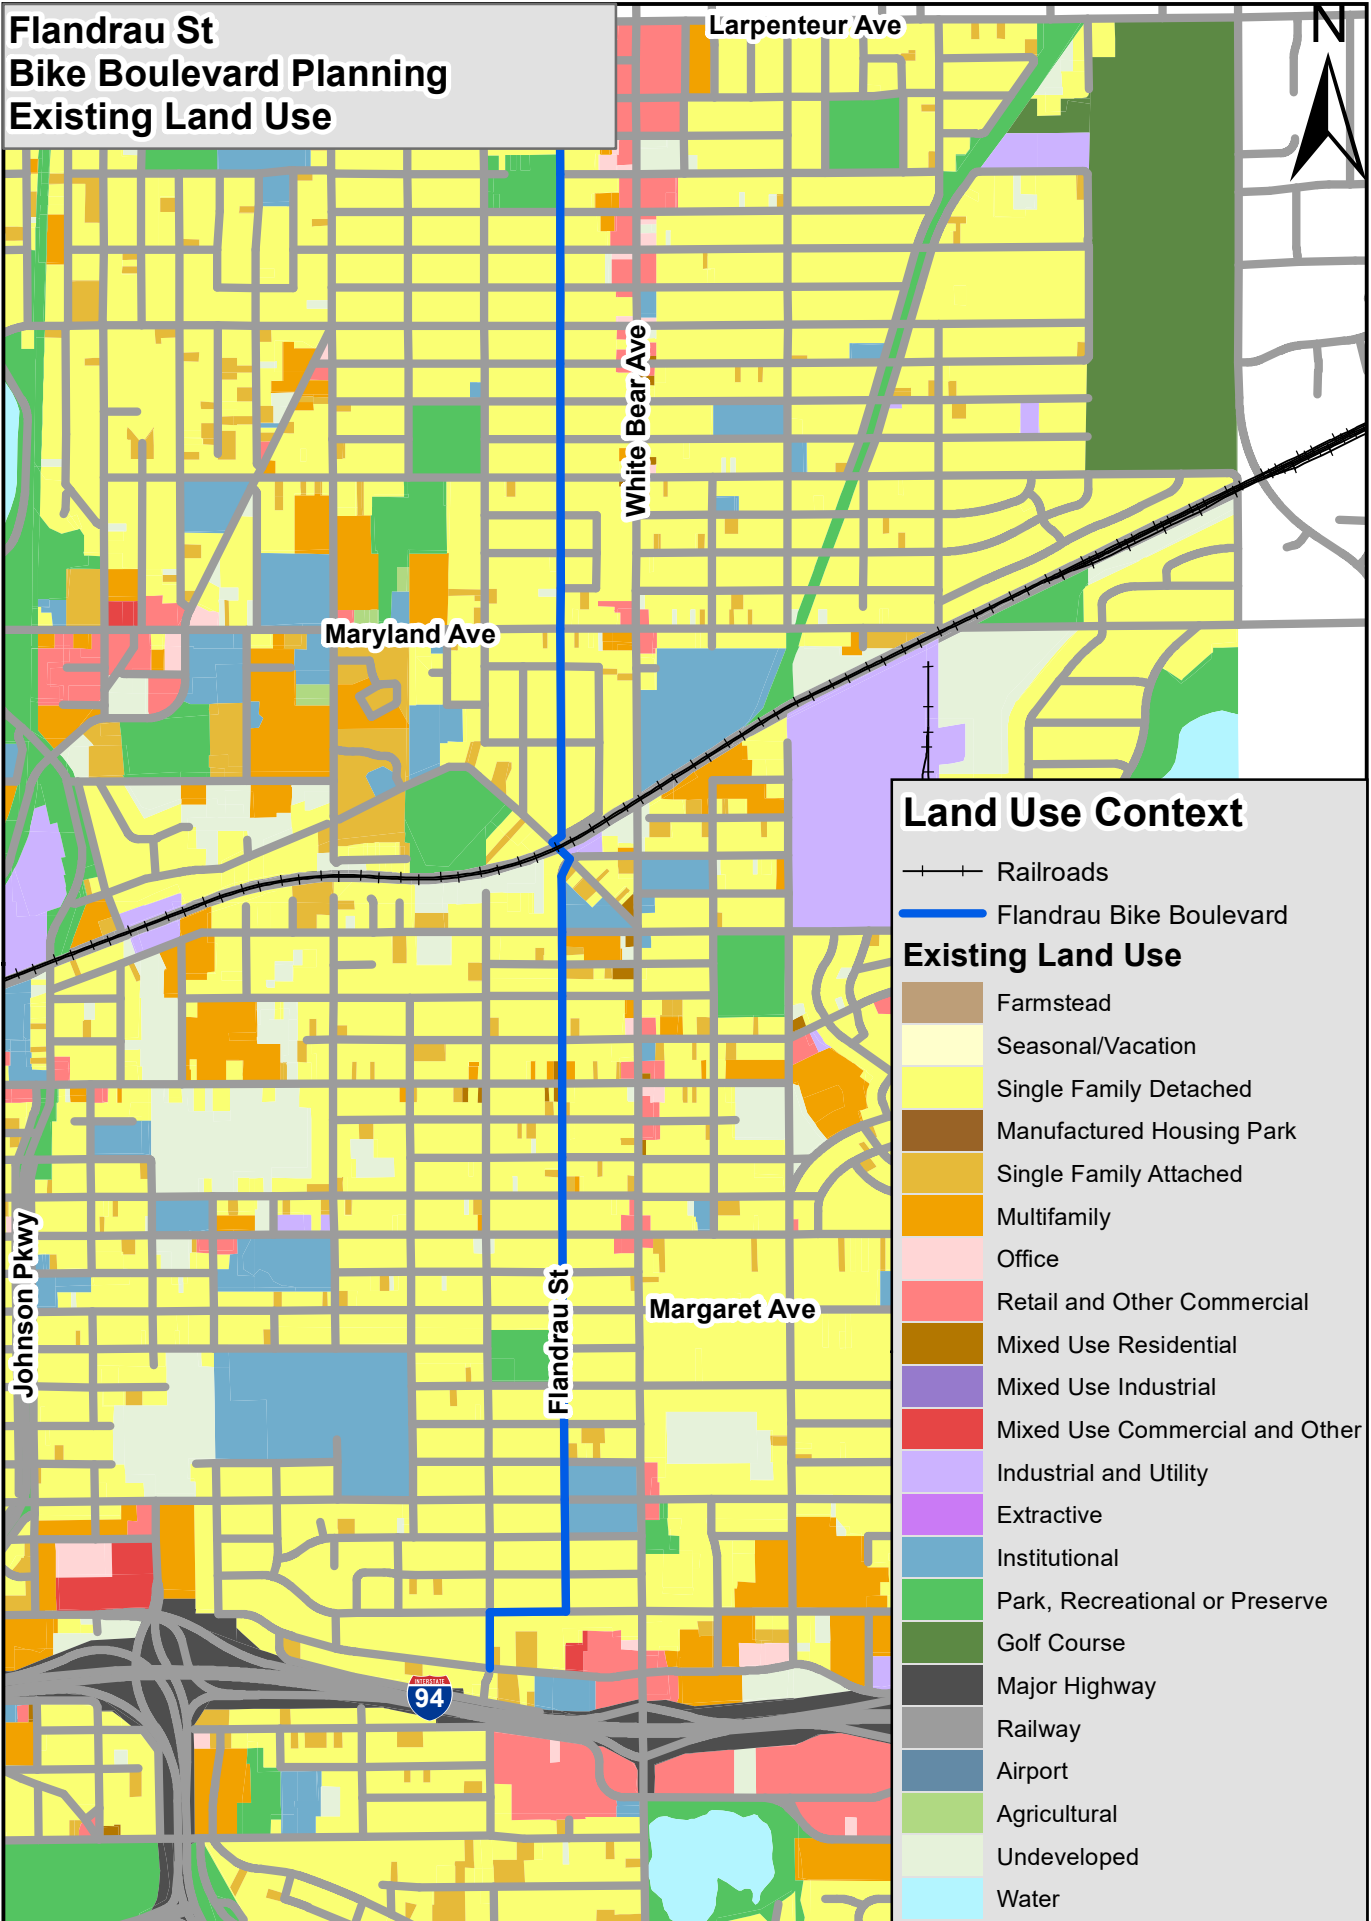 Flandrau St
Bike Boulevard Planning
Existing Land Use
Larpenteur Ave
N
White Bear Ave
Maryland Ave
Johnson Pkwy
Flandrau St
Margaret Ave
INTERSTATE
94
Land Use Context
Railroads
Flandrau Bike Boulevard
Existing Land Use
Farmstead
Seasonal/Vacation
Single Family Detached
Manufactured Housing Park
Single Family Attached
Multifamily
Office
Retail and Other Commercial
Mixed Use Residential
Mixed Use Industrial
Mixed Use Commercial and Other
Industrial and Utility
Extractive
Institutional
Park, Recreational or Preserve
Golf Course
Major Highway
Railway
Airport
Agricultural
Undeveloped
Water